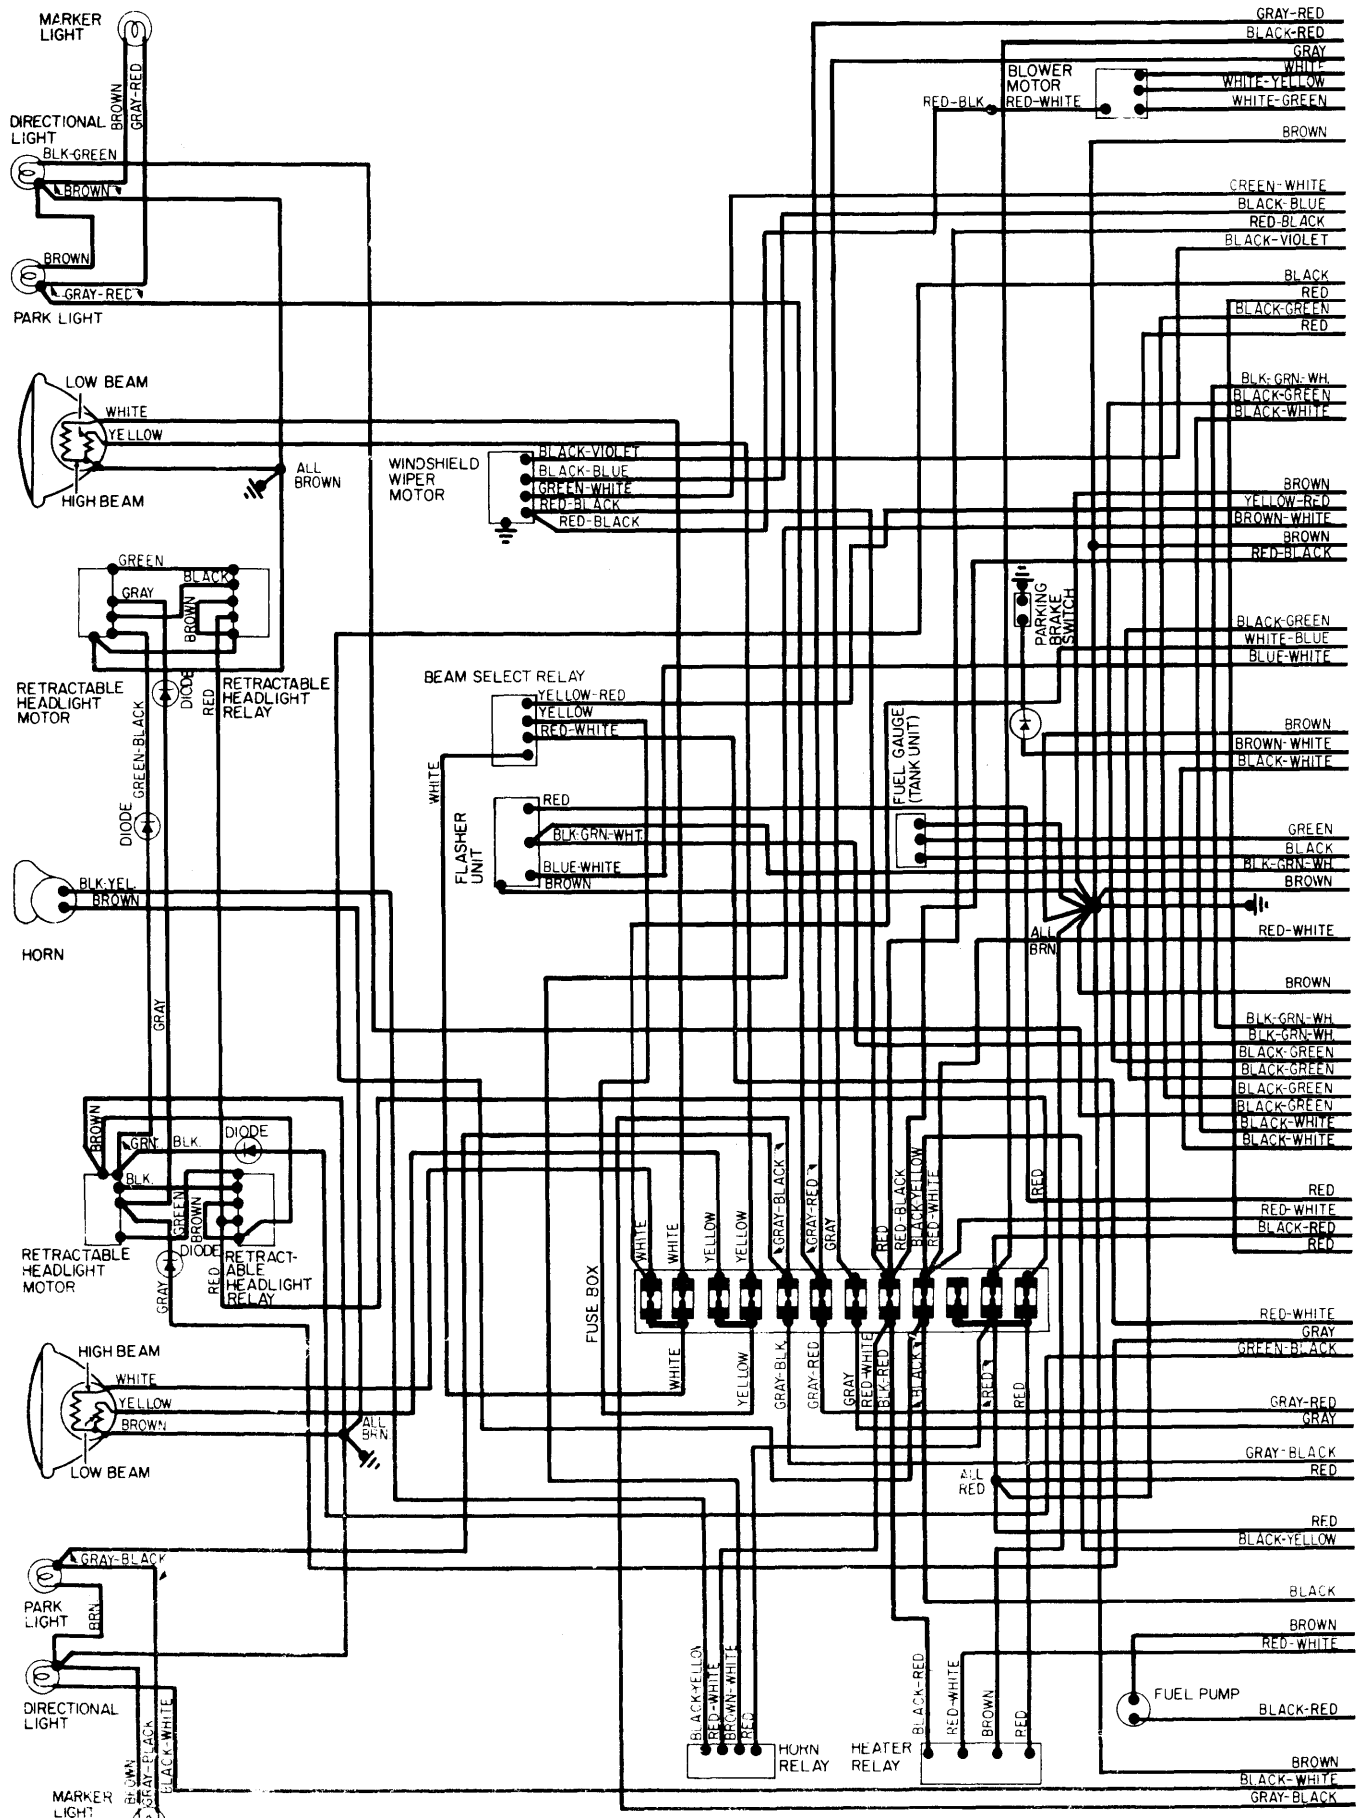 MARKER
LIGHT
BROWN
GRAY-RED
DIRECTIONAL
LIGHT
BLK-GREEN
BROWN
BROWN
GRAY-RED
PARK LIGHT
LOW BEAM
WHITE
YELLOW
HIGH BEAM
ALL
BROWN
GREEN
BLACK
GRAY
BROWN
RETRACTABLE
HEADLIGHT
MOTOR
DIODE
RED
RETRACTABLE
HEADLIGHT
RELAY
GREEN-BLACK
DIODE
BLK-YEL.
BROWN
HORN
GRAY
BROWN
GRN.
BLK.
DIODE
BLK.
GREEN
BROWN
RETRACTABLE
HEADLIGHT
MOTOR
DIODE
GRAY
RED
RETRACT-
ABLE
HEADLIGHT
RELAY
HIGH BEAM
WHITE
YELLOW
BROWN
LOW BEAM
ALL
BRN
GRAY-BLACK
PARK
LIGHT
BRN
DIRECTIONAL
LIGHT
BROWN
GRAY-BLACK
BLACK-WHITE
MARKER
LIGHT
WINDSHIELD
WIPER
MOTOR
BLACK-VIOLET
BLACK-BLUE
GREEN-WHITE
RED-BLACK
RED-BLACK
BEAM SELECT RELAY
YELLOW-RED
YELLOW
RED-WHITE
WHITE
FLASHER
UNIT
RED
BLK-GRN-WHT.
BLUE-WHITE
BROWN
BLOWER
MOTOR
RED-BLK
RED-WHITE
PARKING
BRAKE
SWITCH
FUEL GAUGE
(TANK UNIT)
ALL
BRN
FUSE BOX
WHITE
WHITE
YELLOW
YELLOW
GRAY-BLACK
GRAY-RED
GRAY
RED
RED-BLACK
BLACK-YELLOW
RED-WHITE
RED
WHITE
YELLOW
GRAY-BLK.
GRAY-RED
GRAY
RED-WHITE
BLK-RED
BLACK
RED
RED
ALL
RED
BLACK-YELLOW
RED-WHITE
BROWN-WHITE
RED
HORN
RELAY
HEATER
RELAY
BLACK-RED
RED-WHITE
BROWN
RED
FUEL PUMP
GRAY-RED
BLACK-RED
GRAY
WHITE
WHITE-YELLOW
WHITE-GREEN
BROWN
GREEN-WHITE
BLACK-BLUE
RED-BLACK
BLACK-VIOLET
BLACK
RED
BLACK-GREEN
RED
BLK-GRN-WH.
BLACK-GREEN
BLACK-WHITE
BROWN
YELLOW-RED
BROWN-WHITE
BROWN
RED-BLACK
BLACK-GREEN
WHITE-BLUE
BLUE-WHITE
BROWN
BROWN-WHITE
BLACK-WHITE
GREEN
BLACK
BLK-GRN-WH
BROWN
RED-WHITE
BROWN
BLK-GRN-WH
BLK-GRN-WH.
BLACK-GREEN
BLACK-GREEN
BLACK-GREEN
BLACK-GREEN
BLACK-WHITE
BLACK-WHITE
RED
RED-WHITE
BLACK-RED
RED
RED-WHITE
GRAY
GREEN-BLACK
GRAY-RED
GRAY
GRAY-BLACK
RED
RED
BLACK-YELLOW
BLACK
BROWN
RED-WHITE
BLACK-RED
BROWN
BLACK-WHITE
GRAY-BLACK